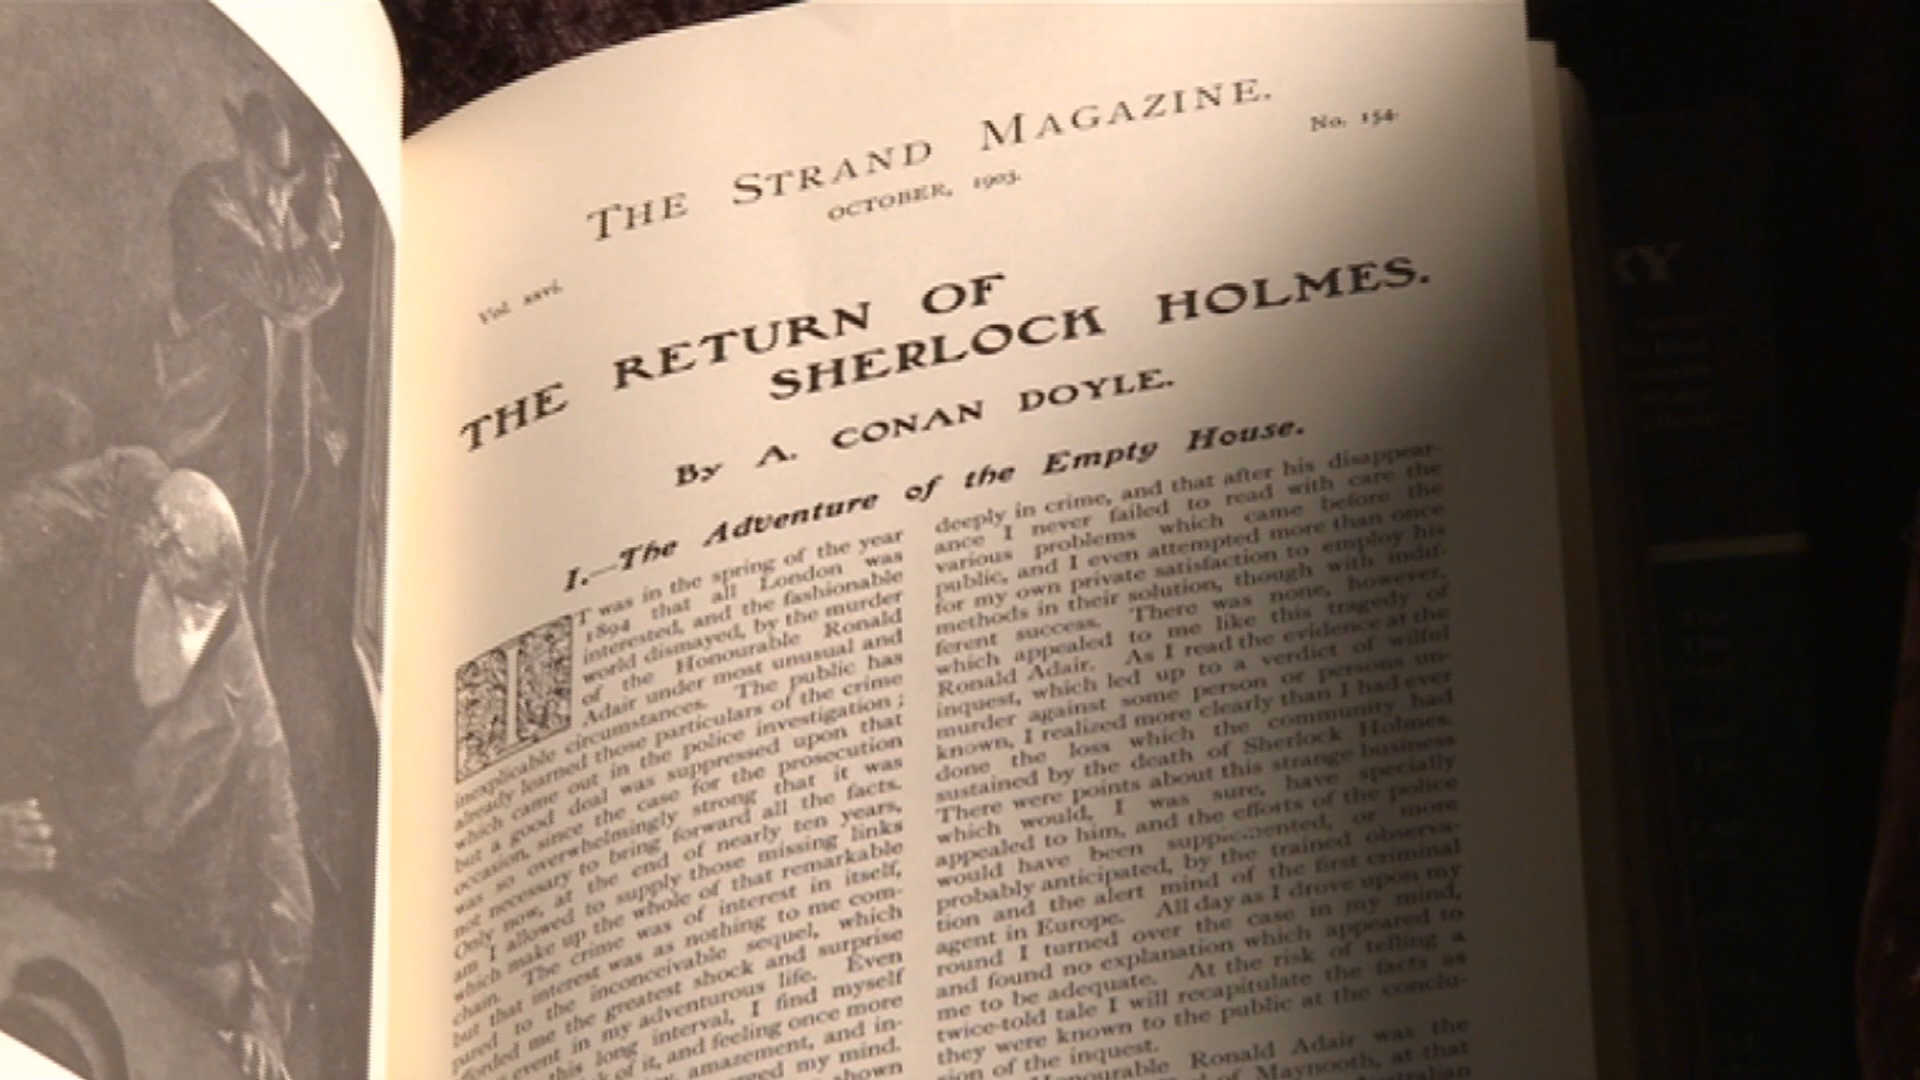 THE STRAND MAGAZINE.
Vol. xxvi.
OCTOBER, 1903.
No. 154.
THE RETURN OF
SHERLOCK HOLMES.
By A. CONAN DOYLE.
I.—The Adventure of the Empty House.
IT was in the spring of the year
1894 that all London was
interested, and the fashionable
world dismayed, by the murder
of the Honourable Ronald
Adair under most unusual and
inexplicable circumstances. The public has
already learned those particulars of the crime
which came out in the police investigation;
but a good deal was suppressed upon that
occasion, since the case for the prosecution
was so overwhelmingly strong that it was
not necessary to bring forward all the facts.
Only now, at the end of nearly ten years,
am I allowed to supply those missing links
which make up the whole of that remarkable
chain. The crime was of interest in itself,
but that interest was as nothing to me com-
pared to the inconceivable sequel, which
fforded me the greatest shock and surprise
event in my adventurous life. Even
this long interval, I find myself
k of it, and feeling once more
amazement, and in-
ged my mind.
shown
deeply in crime, and that after his disappear-
ance I never failed to read with care the
various problems which came before the
public, and I even attempted more than once
for my own private satisfaction to employ his
methods in their solution, though with indif-
ferent success. There was none, however,
which appealed to me like this tragedy of
Ronald Adair. As I read the evidence at the
inquest, which led up to a verdict of wilful
murder against some person or persons un-
known, I realized more clearly than I had ever
done the loss which the community had
sustained by the death of Sherlock Holmes.
There were points about this strange business
which would, I was sure, have specially
appealed to him, and the efforts of the police
would have been supplemented, or more
probably anticipated, by the trained observa-
tion and the alert mind of the first criminal
agent in Europe. All day as I drove upon my
round I turned over the case in my mind,
and found no explanation which appeared to
me to be adequate. At the risk of telling a
twice-told tale I will recapitulate the facts as
they were known to the public at the conclu-
sion of the inquest.
Honourable Ronald Adair was the
of Maynooth, at that
Australian
RY